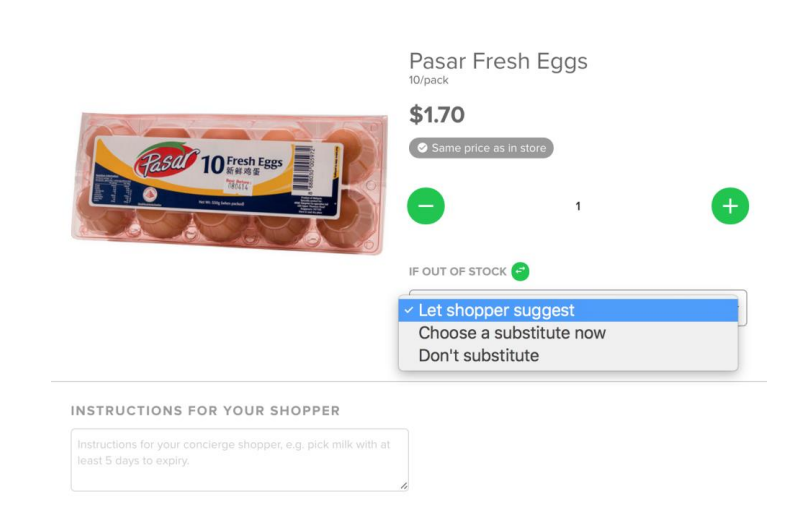 Pasar Fresh Eggs
10/pack
$1.70
Same price as in store
Pasar
10 Fresh Eggs
新鲜鸡蛋
1
IF OUT OF STOCK
Let shopper suggest
Choose a substitute now
Don't substitute
INSTRUCTIONS FOR YOUR SHOPPER
Instructions for your concierge shopper, e.g. pick milk with at
least 5 days to expiry.